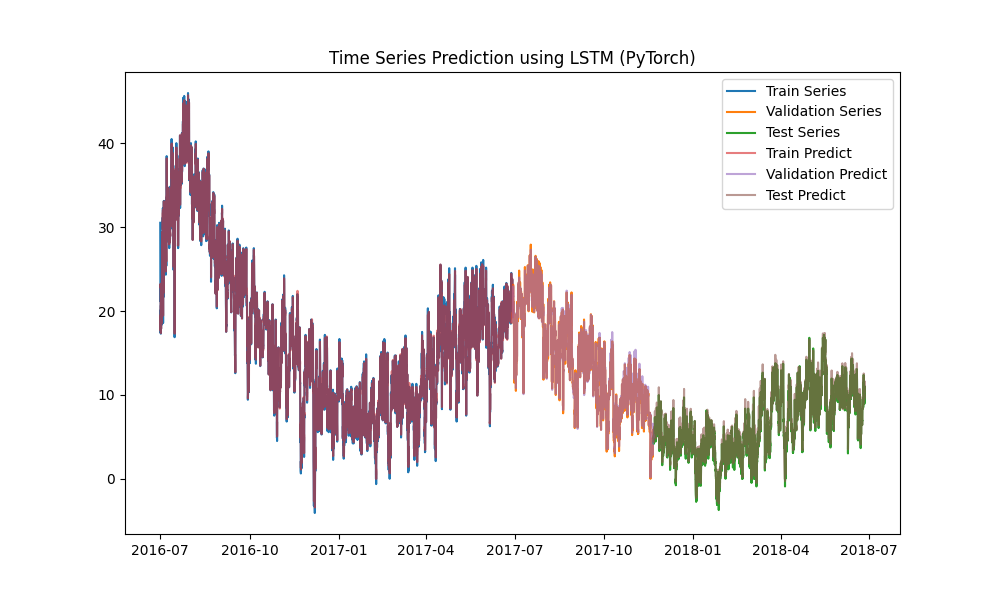 Time Series Prediction using LSTM (PyTorch)
Train Series
Validation Series
Test Series
Train Predict
Validation Predict
Test Predict
40
30
20
10
0
2016-07 2016-10 2017-01 2017-04 2017-07 2017-10 2018-01 2018-04 2018-07